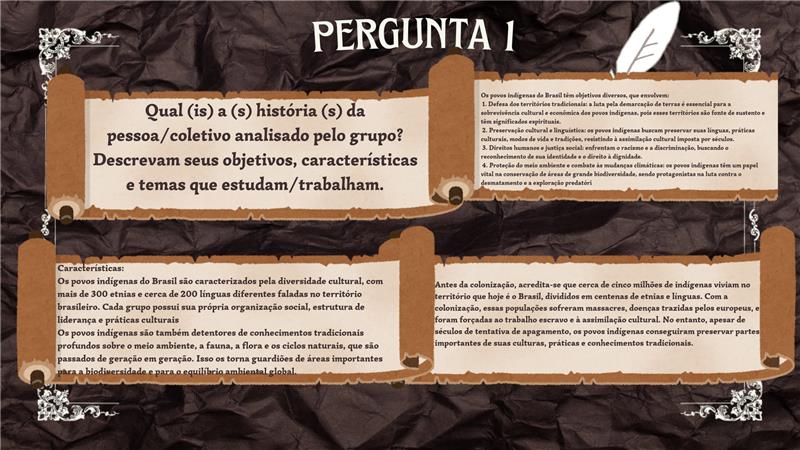 PERGUNTA 1
Qual (is) a (s) história (s) da
pessoa/coletivo analisado pelo grupo?
Descrevam seus objetivos, características
e temas que estudam/trabalham.
Os povos indígenas do Brasil têm objetivos diversos, que envolvem:
1. Defesa dos territórios tradicionais: a luta pela demarcação de terras é essencial para a
sobrevivência cultural e econômica dos povos indígenas, pois esses territórios são fonte de sustento e
têm significados espirituais.
2. Preservação cultural e linguística: os povos indígenas buscam preservar suas línguas, práticas
culturais, modos de vida e tradições, resistindo à assimilação cultural imposta por séculos.
3. Direitos humanos e justiça social: enfrentam o racismo e a discriminação, buscando o
reconhecimento de sua identidade e o direito à dignidade.
4. Proteção do meio ambiente e combate às mudanças climáticas: os povos indígenas têm um papel
vital na conservação de áreas de grande biodiversidade, sendo protagonistas na luta contra o
desmatamento e a exploração predatóri
Características:
Os povos indígenas do Brasil são caracterizados pela diversidade cultural, com
mais de 300 etnias e cerca de 200 línguas diferentes faladas no território
brasileiro. Cada grupo possui sua própria organização social, estrutura de
liderança e práticas culturais
Os povos indígenas são também detentores de conhecimentos tradicionais
profundos sobre o meio ambiente, a fauna, a flora e os ciclos naturais, que são
passados de geração em geração. Isso os torna guardiões de áreas importantes
para a biodiversidade e para o equilíbrio ambiental global.
Antes da colonização, acredita-se que cerca de cinco milhões de indígenas viviam no
território que hoje é o Brasil, divididos em centenas de etnias e línguas. Com a
colonização, essas populações sofreram massacres, doenças trazidas pelos europeus, e
foram forçadas ao trabalho escravo e à assimilação cultural. No entanto, apesar de
séculos de tentativa de apagamento, os povos indígenas conseguiram preservar partes
importantes de suas culturas, práticas e conhecimentos tradicionais.